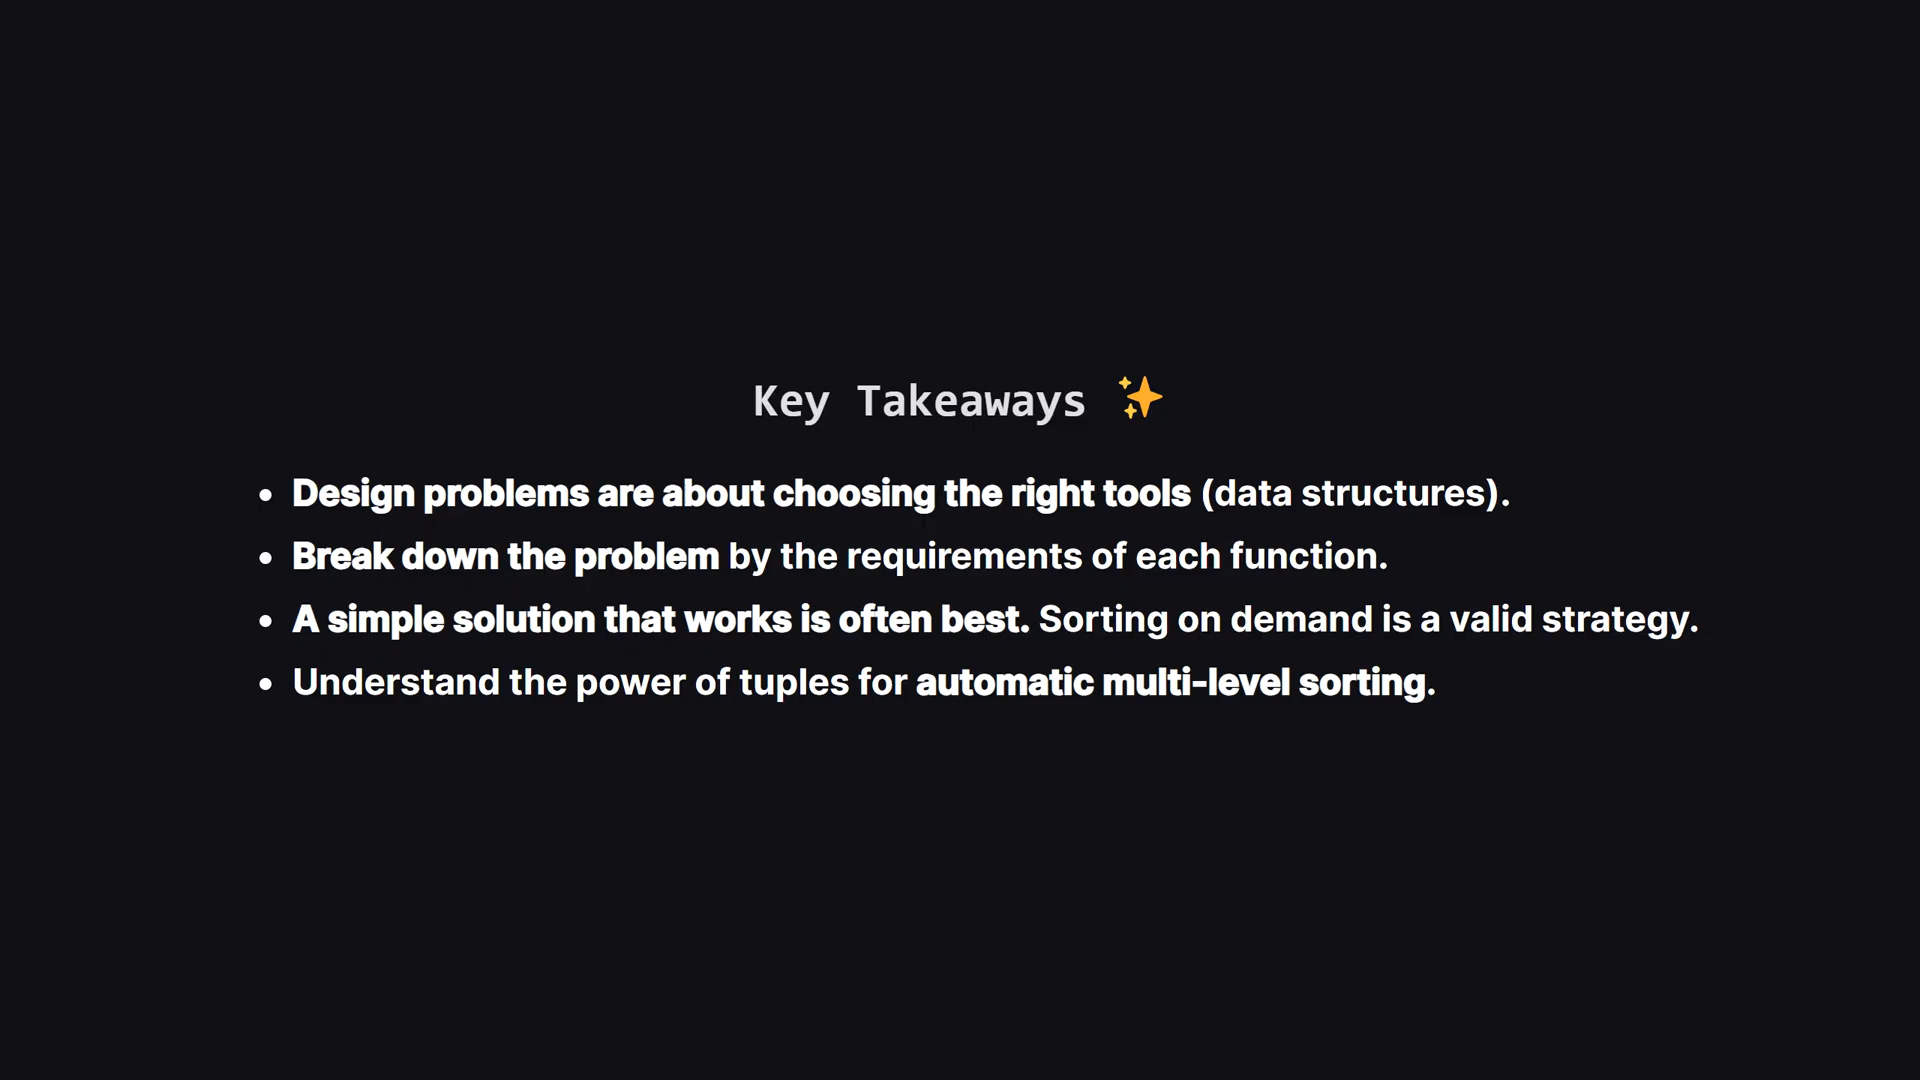 Key Takeaways ✨
• Design problems are about choosing the right tools (data structures).
• Break down the problem by the requirements of each function.
• A simple solution that works is often best. Sorting on demand is a valid strategy.
• Understand the power of tuples for automatic multi-level sorting.